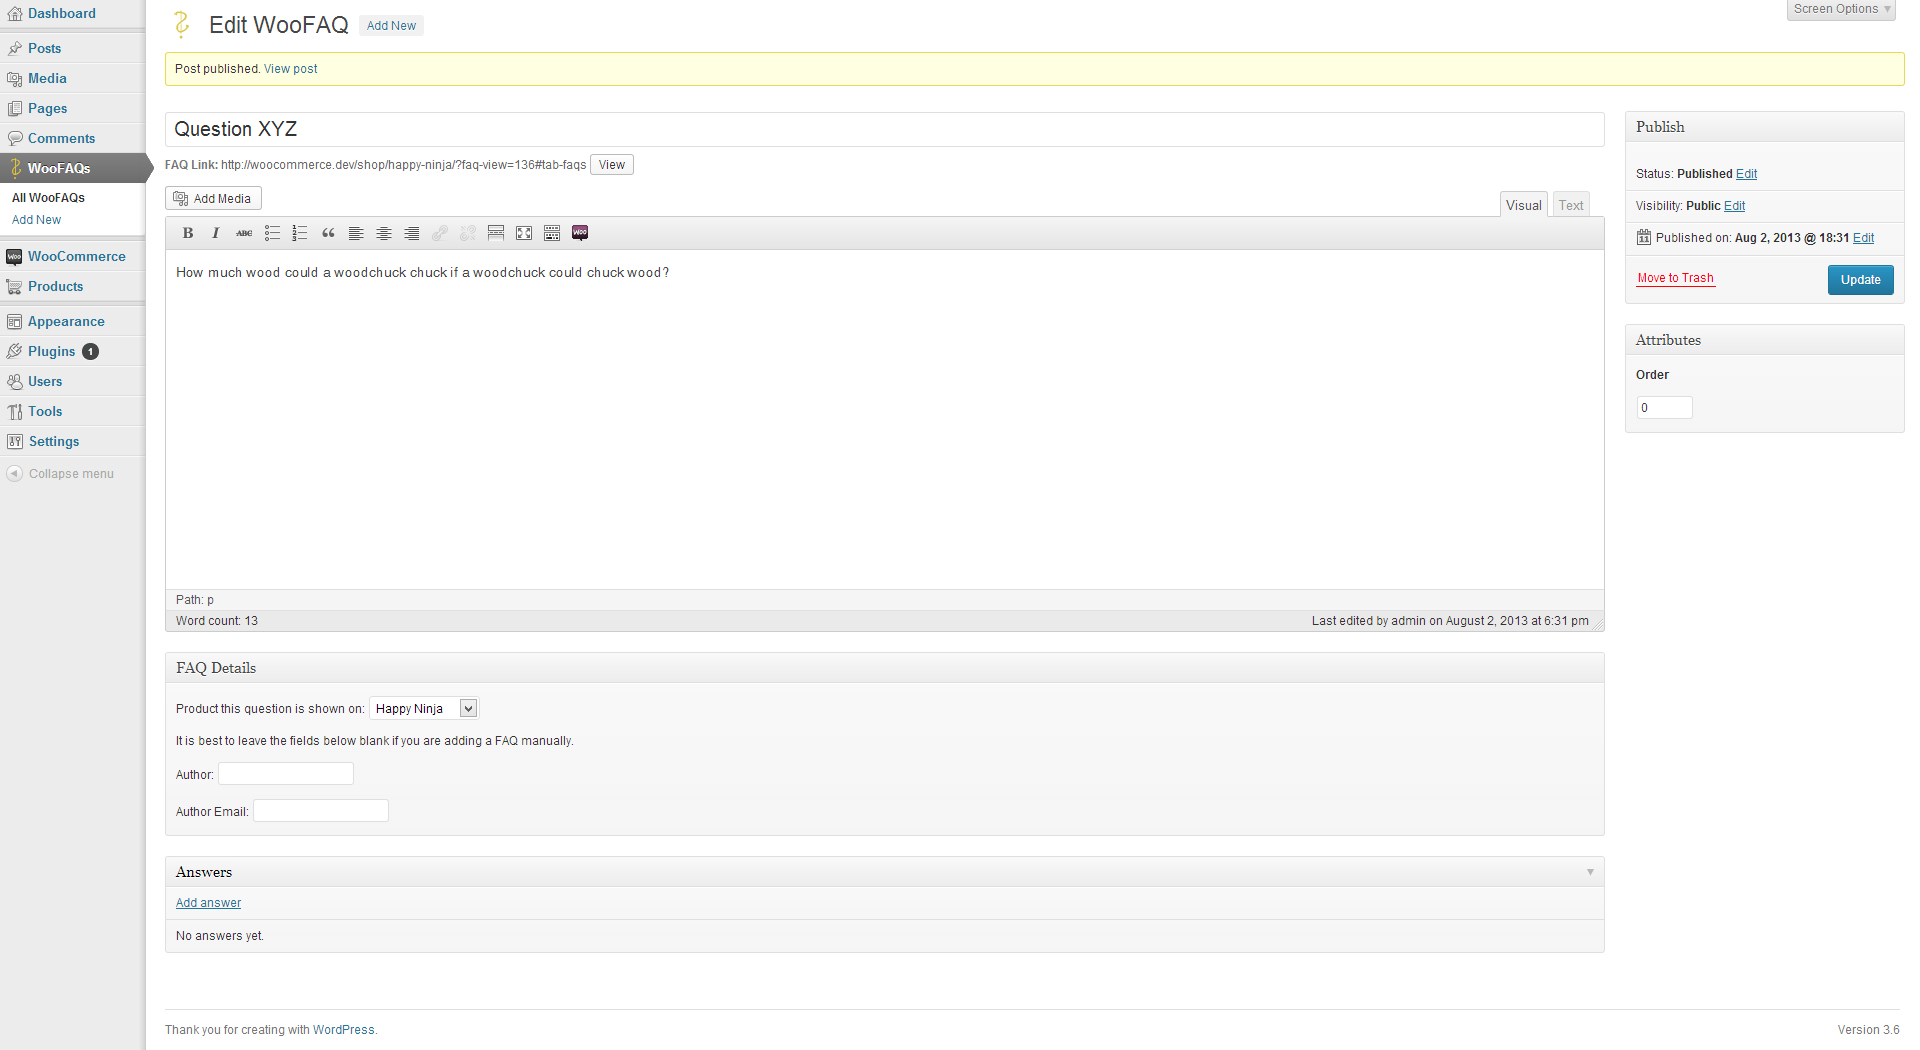 Dashboard
Posts
Media
Pages
Comments
WooFAQs
All WooFAQs
Add New
WooCommerce
Products
Appearance
Plugins 1
Users
Tools
Settings
Collapse menu
Screen Options
Edit WooFAQ Add New
Post published. View post
Question XYZ
FAQ Link: http://woocommerce.dev/shop/happy-ninja/?faq-view=136#tab-faqs View
Add Media
Visual Text
B I ABC Woo
How much wood could a woodchuck chuck if a woodchuck could chuck wood?
Path: p
Word count: 13 Last edited by admin on August 2, 2013 at 6:31 pm
FAQ Details
Product this question is shown on: Happy Ninja
It is best to leave the fields below blank if you are adding a FAQ manually.
Author:
Author Email:
Answers
Add answer
No answers yet.
Publish
Status: Published Edit
Visibility: Public Edit
11 Published on: Aug 2, 2013 @ 18:31 Edit
Move to Trash Update
Attributes
Order
0
Thank you for creating with WordPress. Version 3.6